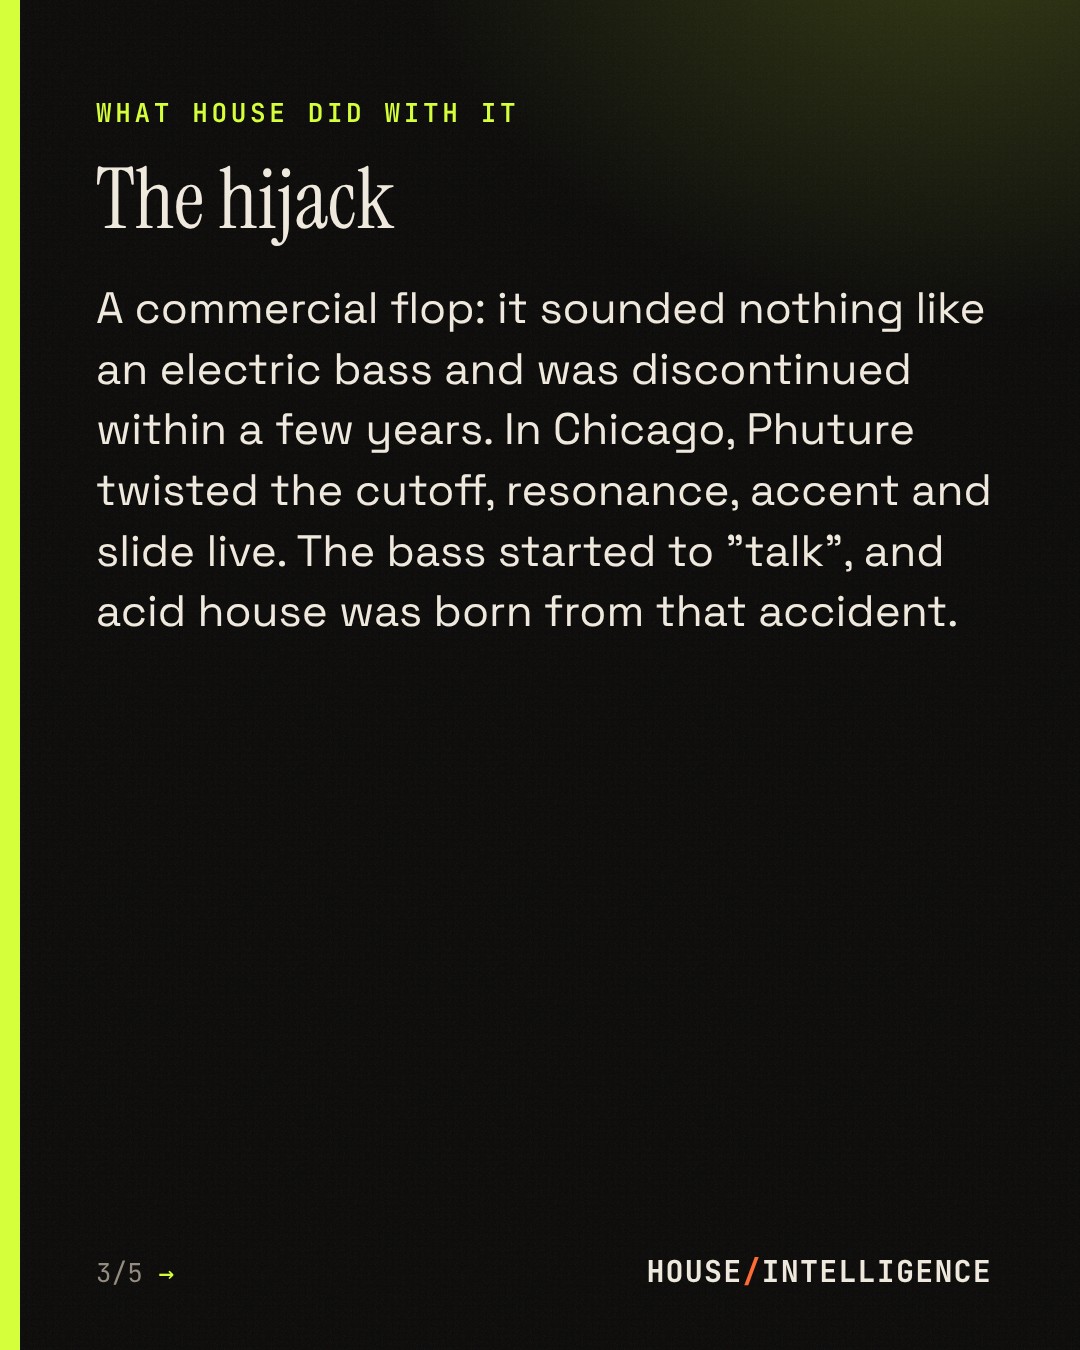 WHAT HOUSE DID WITH IT
The hijack
A commercial flop: it sounded nothing like
an electric bass and was discontinued
within a few years. In Chicago, Phuture
twisted the cutoff, resonance, accent and
slide live. The bass started to ”talk”, and
acid house was born from that accident.
3/5 →
HOUSE/INTELLIGENCE